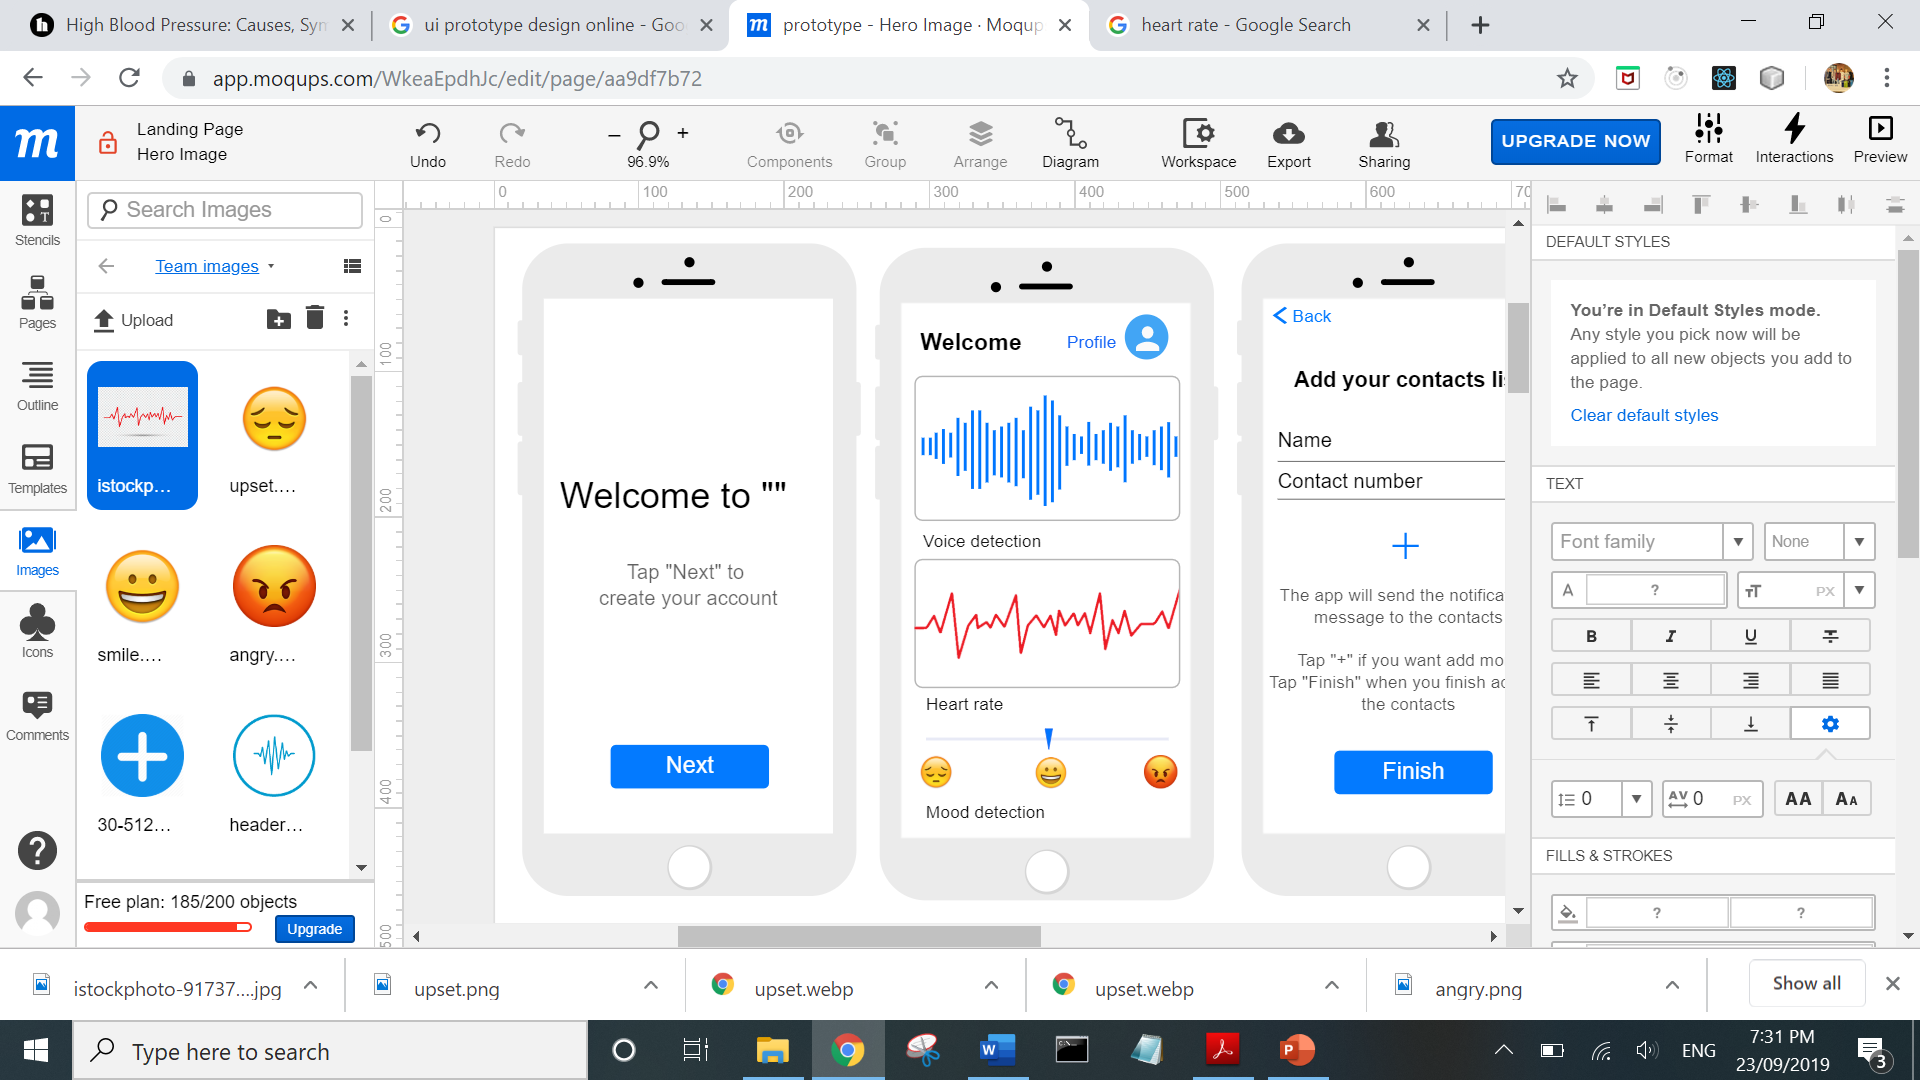 High Blood Pressure: Causes, Sym
ui prototype design online - Goo
prototype - Hero Image · Moqup
heart rate - Google Search
app.moqups.com/WkeaEpdhJc/edit/page/aa9df7b72
m
Landing Page
Hero Image
Undo
Redo
– +
96.9%
Components
Group
Arrange
Diagram
Workspace
Export
Sharing
UPGRADE NOW
Format
Interactions
Preview
Stencils
Pages
Outline
Templates
Images
Icons
Comments
Search Images
Team images
Upload
istockp...
upset....
smile....
angry....
30-512...
header...
Free plan: 185/200 objects
Upgrade
0 100 200 300 400 500 600 70
0
100
200
300
400
500
Welcome to ""
Tap "Next" to
create your account
Next
Welcome
Profile
Voice detection
Heart rate
Mood detection
Back
Add your contacts li
Name
Contact number
The app will send the notifica
message to the contacts
Tap "+" if you want add mo
Tap "Finish" when you finish ad
the contacts
Finish
DEFAULT STYLES
You're in Default Styles mode.
Any style you pick now will be
applied to all new objects you add to
the page.
Clear default styles
TEXT
Font family
None
A ? TT PX
B I U T
0 AV 0 PX AA AA
FILLS & STROKES
? ?
istockphoto-91737....jpg
upset.png
upset.webp
upset.webp
angry.png
Show all
Type here to search
ENG
7:31 PM
23/09/2019
3